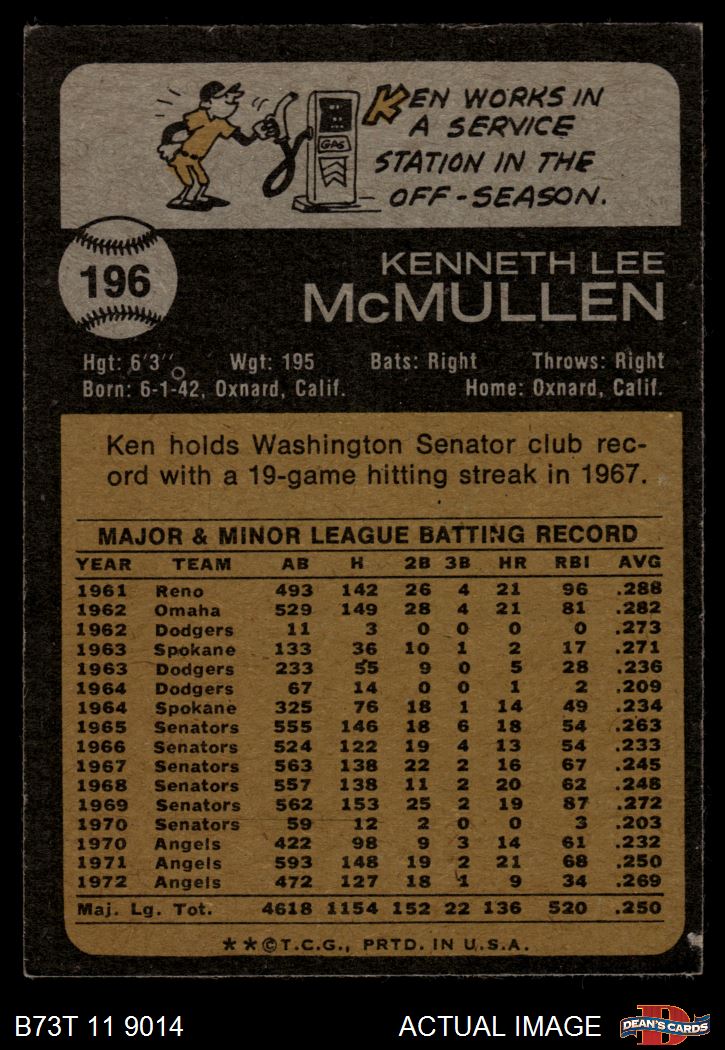 KEN WORKS IN
A SERVICE
STATION IN THE
OFF-SEASON.
GAS
196
KENNETH LEE
McMULLEN
Hgt: 6'3" Wgt: 195 Bats: Right Throws: Right
Born: 6-1-42, Oxnard, Calif. Home: Oxnard, Calif.
Ken holds Washington Senator club rec-
ord with a 19-game hitting streak in 1967.
MAJOR & MINOR LEAGUE BATTING RECORD
YEAR TEAM AB H 2B 3B HR RBI AVG
1961 Reno 493 142 26 4 21 96 .288
1962 Omaha 529 149 28 4 21 81 .282
1962 Dodgers 11 3 0 0 0 0 .273
1963 Spokane 133 36 10 1 2 17 .271
1963 Dodgers 233 55 9 0 5 28 .236
1964 Dodgers 67 14 0 0 1 2 .209
1964 Spokane 325 76 18 1 14 49 .234
1965 Senators 555 146 18 6 18 54 .263
1966 Senators 524 122 19 4 13 54 .233
1967 Senators 563 138 22 2 16 67 .245
1968 Senators 557 138 11 2 20 62 .248
1969 Senators 562 153 25 2 19 87 .272
1970 Senators 59 12 2 0 0 3 .203
1970 Angels 422 98 9 3 14 61 .232
1971 Angels 593 148 19 2 21 68 .250
1972 Angels 472 127 18 1 9 34 .269
Maj. Lg. Tot. 4618 1154 152 22 136 520 .250
**©T.C.G., PRTD. IN U.S.A.
B73T 11 9014 ACTUAL IMAGE
D
DEAN'S CARDS